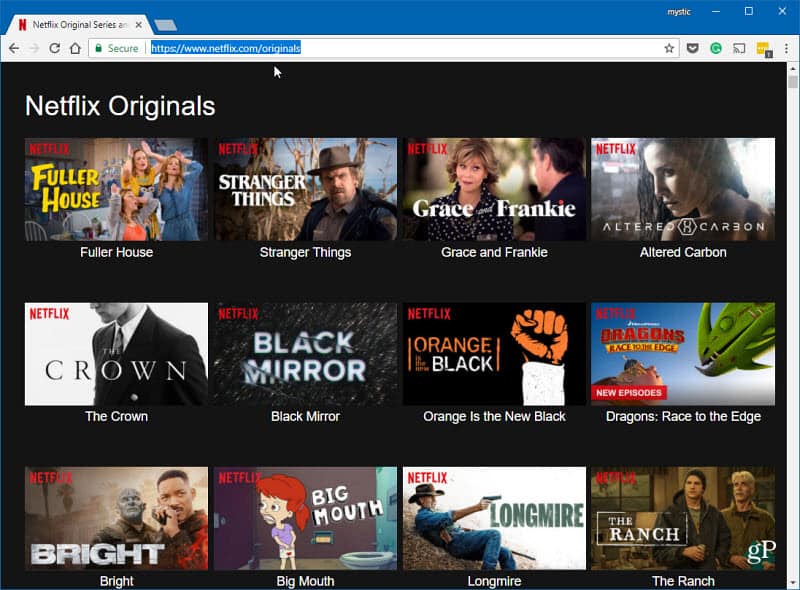 mystic
Netflix Original Series an
Secure
https://www.netflix.com/originals
1
Netflix Originals
NETFLIX
FULLER
HOUSE
NETFLIX
STRANGER
THINGS
NETFLIX
Grace and Frankie
NETFLIX
ALTERED CARBON
Fuller House
Stranger Things
Grace and Frankie
Altered Carbon
NETFLIX
THE
CROWN
NETFLIX
BLACK
MIRROR
NETFLIX
ORANGE
is the new
BLACK
NETFLIX
DRAGONS
RACE TO THE EDGE
NEW EPISODES
The Crown
Black Mirror
Orange Is the New Black
Dragons: Race to the Edge
NETFLIX
BRIGHT
NETFLIX
BIG
MOUTH
NETFLIX
LONGMIRE
NETFLIX
THE
RANCH
gP
Bright
Big Mouth
Longmire
The Ranch